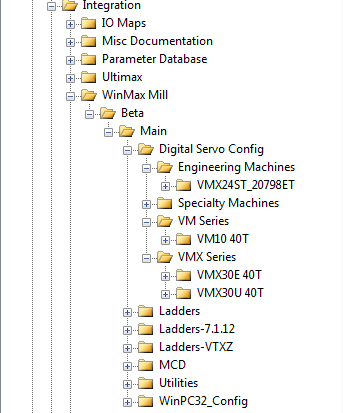 Integration
IO Maps
Misc Documentation
Parameter Database
Ultimax
WinMax Mill
Beta
Main
Digital Servo Config
Engineering Machines
VMX24ST_20798ET
Specialty Machines
VM Series
VM10 40T
VMX Series
VMX30E 40T
VMX30U 40T
Ladders
Ladders-7.1.12
Ladders-VTXZ
MCD
Utilities
WinPC32_Config